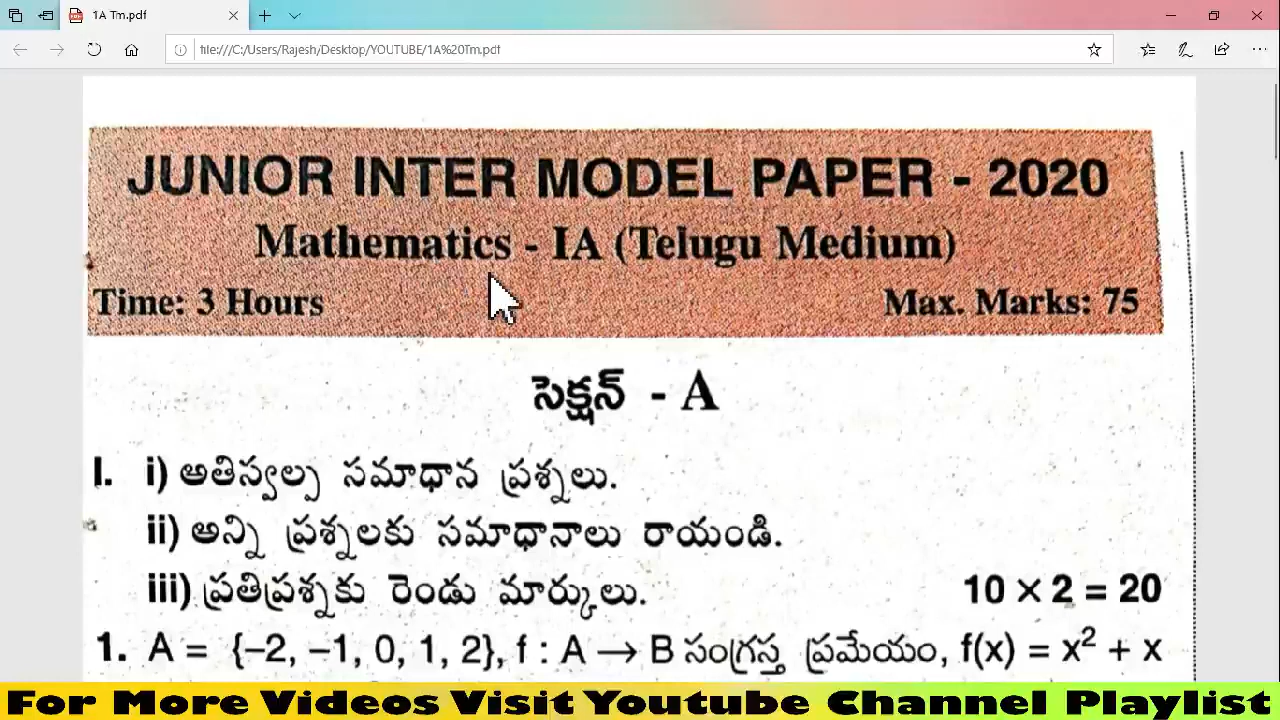 1A Tm.pdf
file:///C:/Users/Rajesh/Desktop/YOUTUBE/1A%20Tm.pdf
JUNIOR INTER MODEL PAPER - 2020
Mathematics - IA (Telugu Medium)
Time: 3 Hours Max. Marks: 75
సెక్షన్ - A
I. i) అతిస్వల్ప సమాధాన ప్రశ్నలు.
ii) అన్ని ప్రశ్నలకు సమాధానాలు రాయండి.
iii) ప్రతిప్రశ్నకు రెండు మార్కులు. 10 × 2 = 20
1. A = {–2, –1, 0, 1, 2}, f : A → B సంగ్రస్త ప్రమేయం, f(x) = x² + x
For More Videos Visit Youtube Channel Playlist